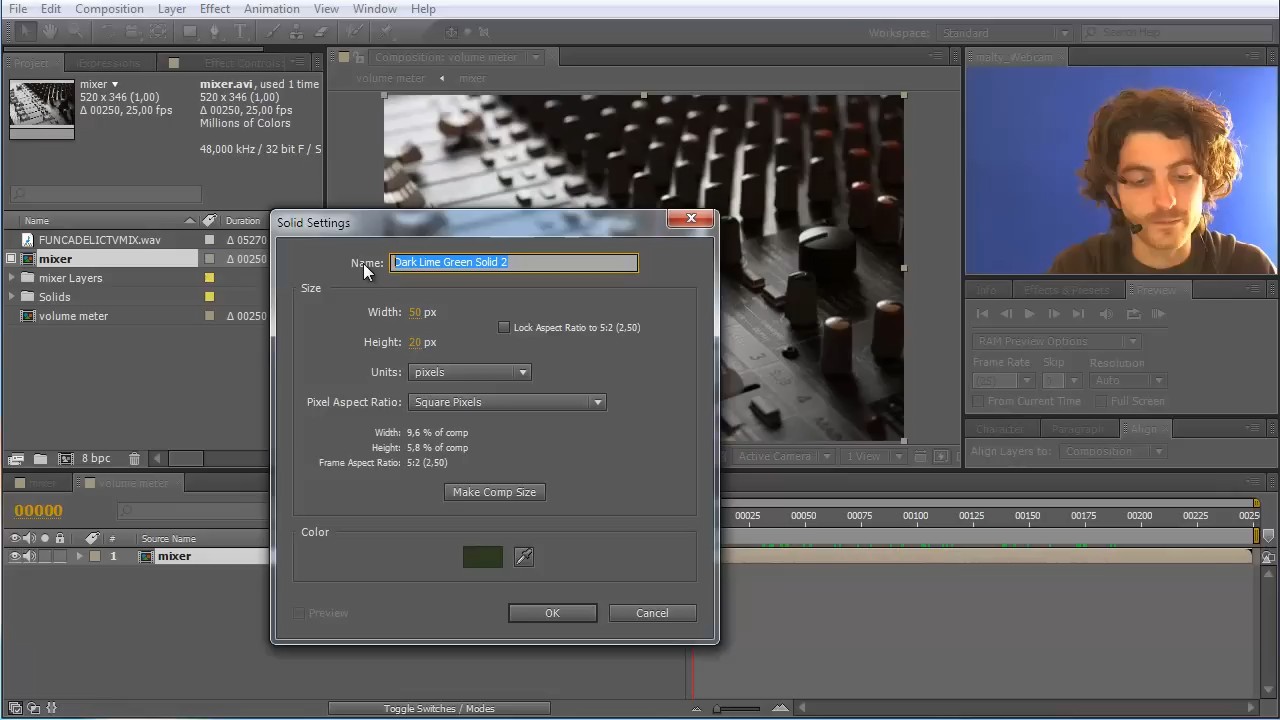 File Edit Composition Layer Effect Animation View Window Help
Workspace: Standard Search Help
Project Expressions Effect Controls
mixer
mixer.avi, used 1 time
520 x 346 (1,00)
Δ 00250, 25,00 fps
520 x 346 (1,00)
Δ 00250, 25,00 fps
Millions of Colors
48,000 kHz / 32 bit F / S
Name Duration
FUNCADELICTVMIX.wav Δ 05270
mixer Δ 00250
mixer Layers
Solids
volume meter Δ 00250
8 bpc
Composition: volume meter
volume meter mixer
Active Camera 1 View
Solid Settings
Name: Dark Lime Green Solid 2
Size
Width: 50 px
Height: 20 px
Lock Aspect Ratio to 5:2 (2,50)
Units: pixels
Pixel Aspect Ratio: Square Pixels
Width: 9,6 % of comp
Height: 5,8 % of comp
Frame Aspect Ratio: 5:2 (2,50)
Make Comp Size
Color
Preview
OK
Cancel
malty_Webcam
Info Effects & Presets Preview
RAM Preview Options
Frame Rate Skip Resolution
Auto
From Current Time Full Screen
Character Paragraph Align
Align Layers to: Composition
mixer volume meter
00000
# Source Name
1 mixer
00025 00050 00075 00100 00125 00150 00175 00200 00225 0025
Toggle Switches / Modes